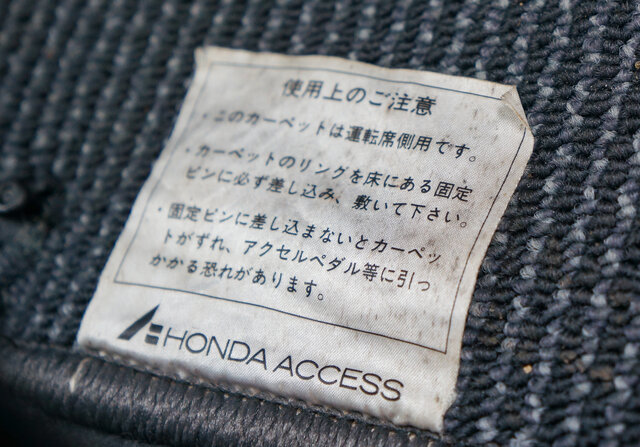 使用上のご注意
・このカーペットは運転席側用です。
・カーペットのリングを床にある固定
ピンに必ず差し込み、敷いて下さい。
・固定ピンに差し込まないとカーペッ
トがずれ、アクセルペダル等に引っ
かかる恐れがあります。
HONDA ACCESS